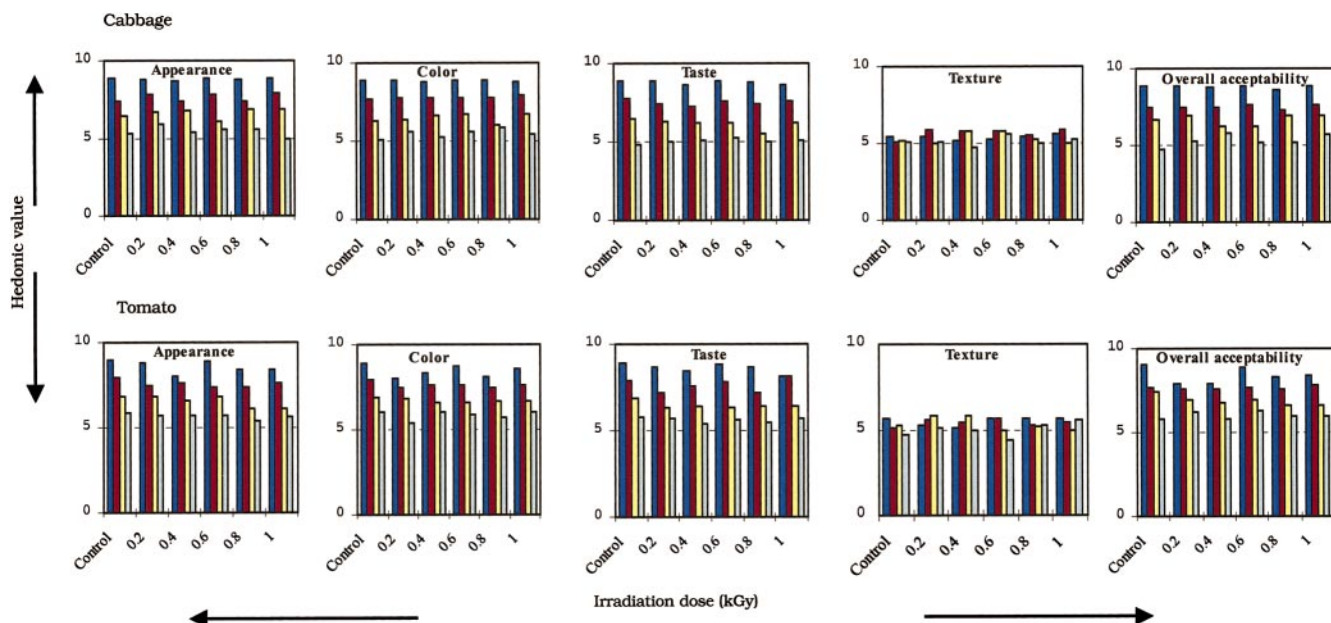 Cabbage
Hedonic value
10
5
0
Appearance
Control 0.2 0.4 0.6 0.8 1
10
5
0
Color
Control 0.2 0.4 0.6 0.8 1
10
5
0
Taste
Control 0.2 0.4 0.6 0.8 1
10
5
0
Texture
Control 0.2 0.4 0.6 0.8 1
10
5
0
Overall acceptability
Control 0.2 0.4 0.6 0.8 1
Tomato
10
5
0
Appearance
Control 0.2 0.4 0.6 0.8 1
10
5
0
Color
Control 0.2 0.4 0.6 0.8 1
10
5
0
Taste
Control 0.2 0.4 0.6 0.8 1
10
5
0
Texture
Control 0.2 0.4 0.6 0.8 1
10
5
0
Overall acceptability
Control 0.2 0.4 0.6 0.8 1
Irradiation dose (kGy)